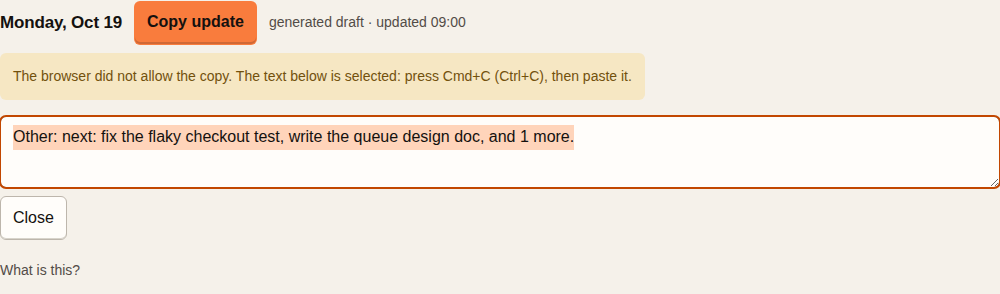 Monday, Oct 19 Copy update generated draft · updated 09:00
The browser did not allow the copy. The text below is selected: press Cmd+C (Ctrl+C), then paste it.
Other: next: fix the flaky checkout test, write the queue design doc, and 1 more.
Close
What is this?